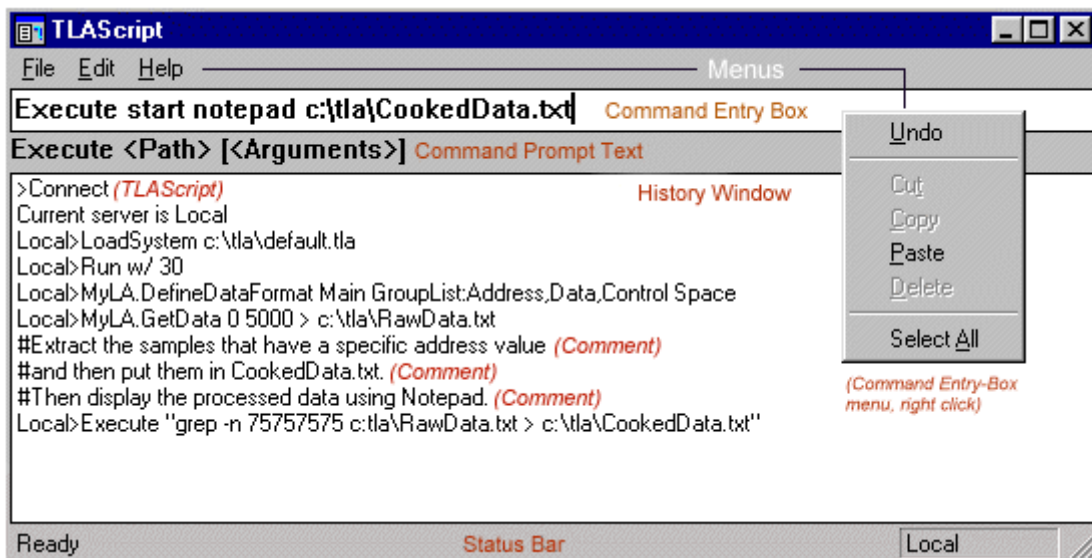 TLAScript
File Edit Help Menus
Execute start notepad c:\tla\CookedData.txt Command Entry Box
Execute <Path> [<Arguments>] Command Prompt Text
>Connect (TLAScript) History Window
Current server is Local
Local>LoadSystem c:\tla\default.tla
Local>Run w/ 30
Local>MyLA.DefineDataFormat Main GroupList:Address,Data,Control Space
Local>MyLA.GetData 0 5000 > c:\tla\RawData.txt
#Extract the samples that have a specific address value (Comment)
#and then put them in CookedData.txt. (Comment)
#Then display the processed data using Notepad. (Comment)
Local>Execute "grep -n 75757575 c:tla\RawData.txt > c:\tla\CookedData.txt"
Undo
Cut
Copy
Paste
Delete
Select All
(Command Entry-Box
menu, right click)
Ready Status Bar Local